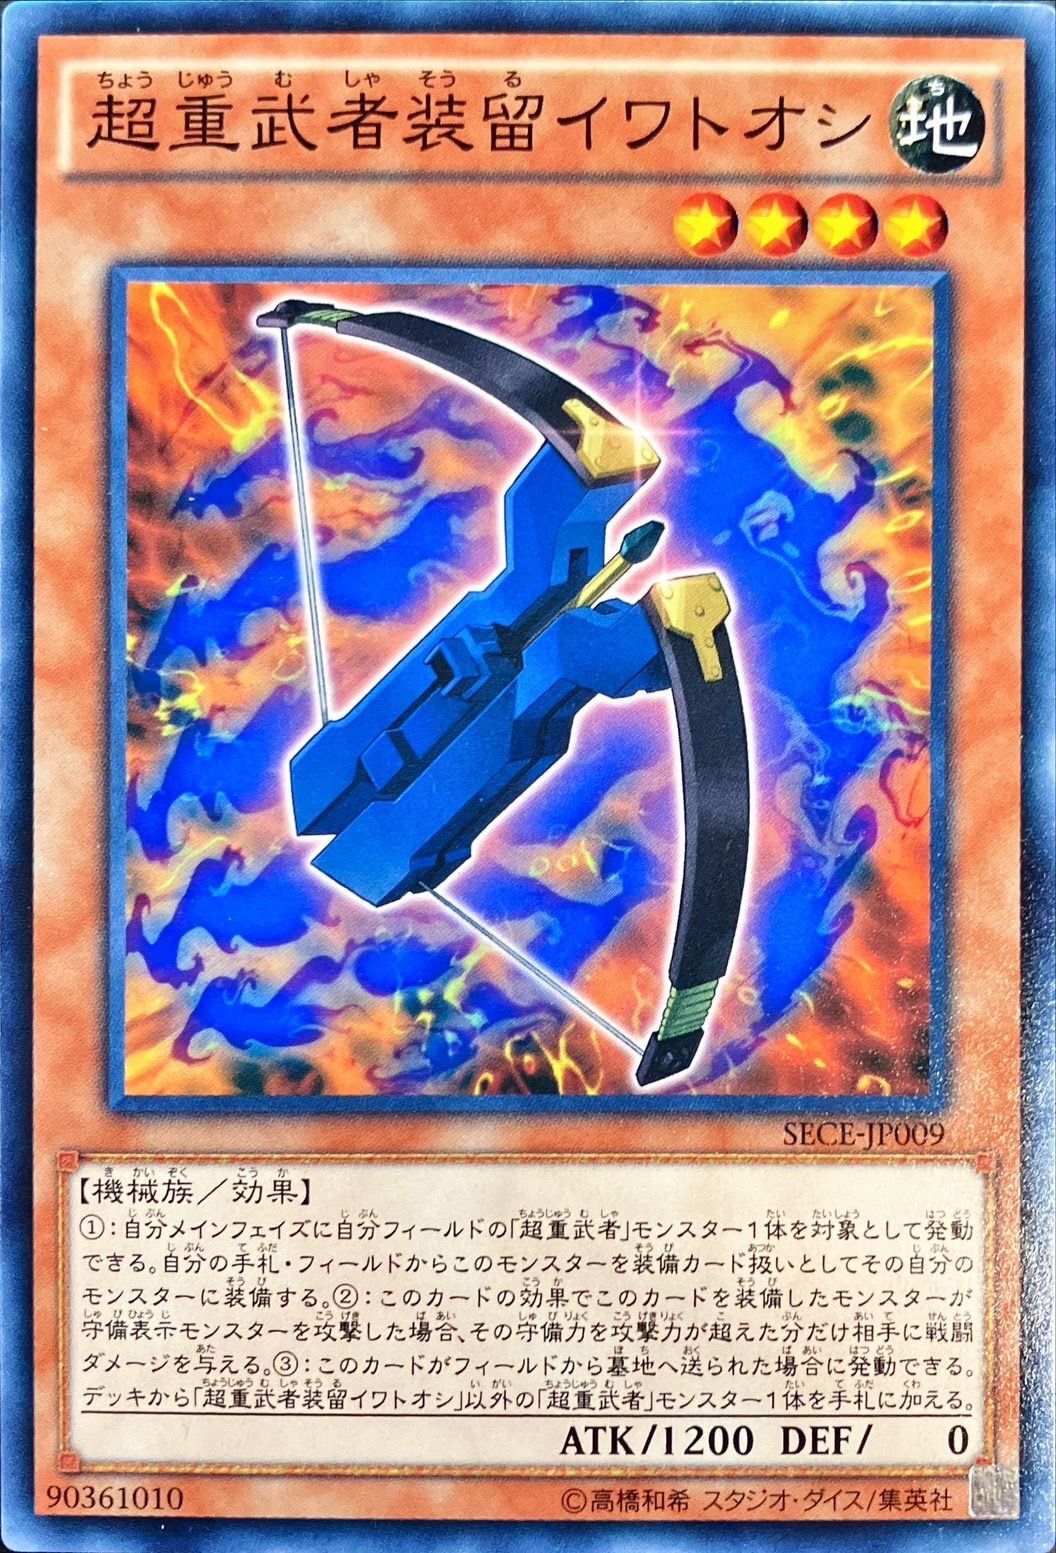 超重武者装留イワトオシ
地
SECE-JP009
【機械族／効果】
①：自分メインフェイズに自分フィールドの「超重武者」モンスター１体を対象として発動
できる。自分の手札・フィールドからこのモンスターを装備カード扱いとしてその自分の
モンスターに装備する。②：このカードの効果でこのカードを装備したモンスターが
守備表示モンスターを攻撃した場合、その守備力を攻撃力が超えた分だけ相手に戦闘
ダメージを与える。③：このカードがフィールドから墓地へ送られた場合に発動できる。
デッキから「超重武者装留イワトオシ」以外の「超重武者」モンスター１体を手札に加える。
ATK/1200 DEF/ 0
90361010 ©高橋和希 スタジオ・ダイス/集英社